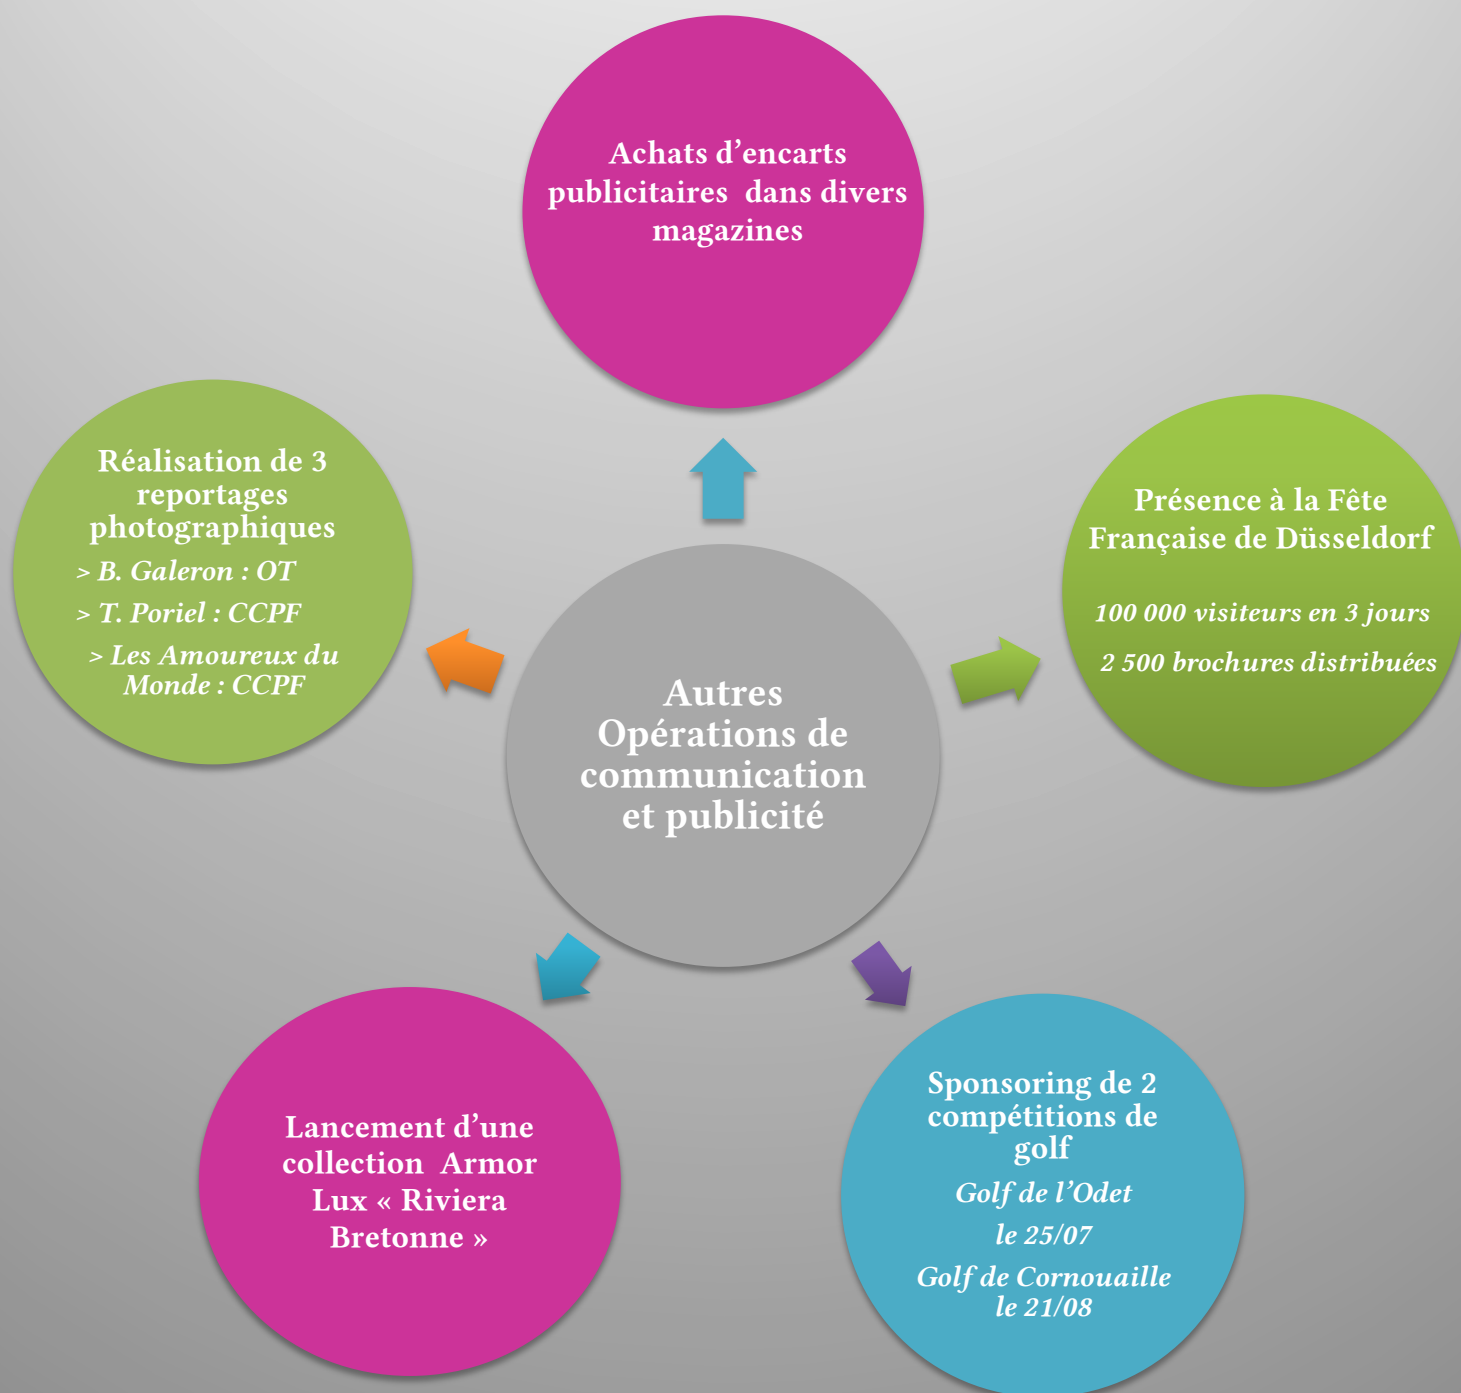 Achats d’encarts
publicitaires dans divers
magazines
Réalisation de 3
reportages
photographiques
> B. Galeron : OT
> T. Poriel : CCPF
> Les Amoureux du
Monde : CCPF
Présence à la Fête
Française de Düsseldorf
100 000 visiteurs en 3 jours
2 500 brochures distribuées
Autres
Opérations de
communication
et publicité
Lancement d’une
collection Armor
Lux « Riviera
Bretonne »
Sponsoring de 2
compétitions de
golf
Golf de l’Odet
le 25/07
Golf de Cornouaille
le 21/08